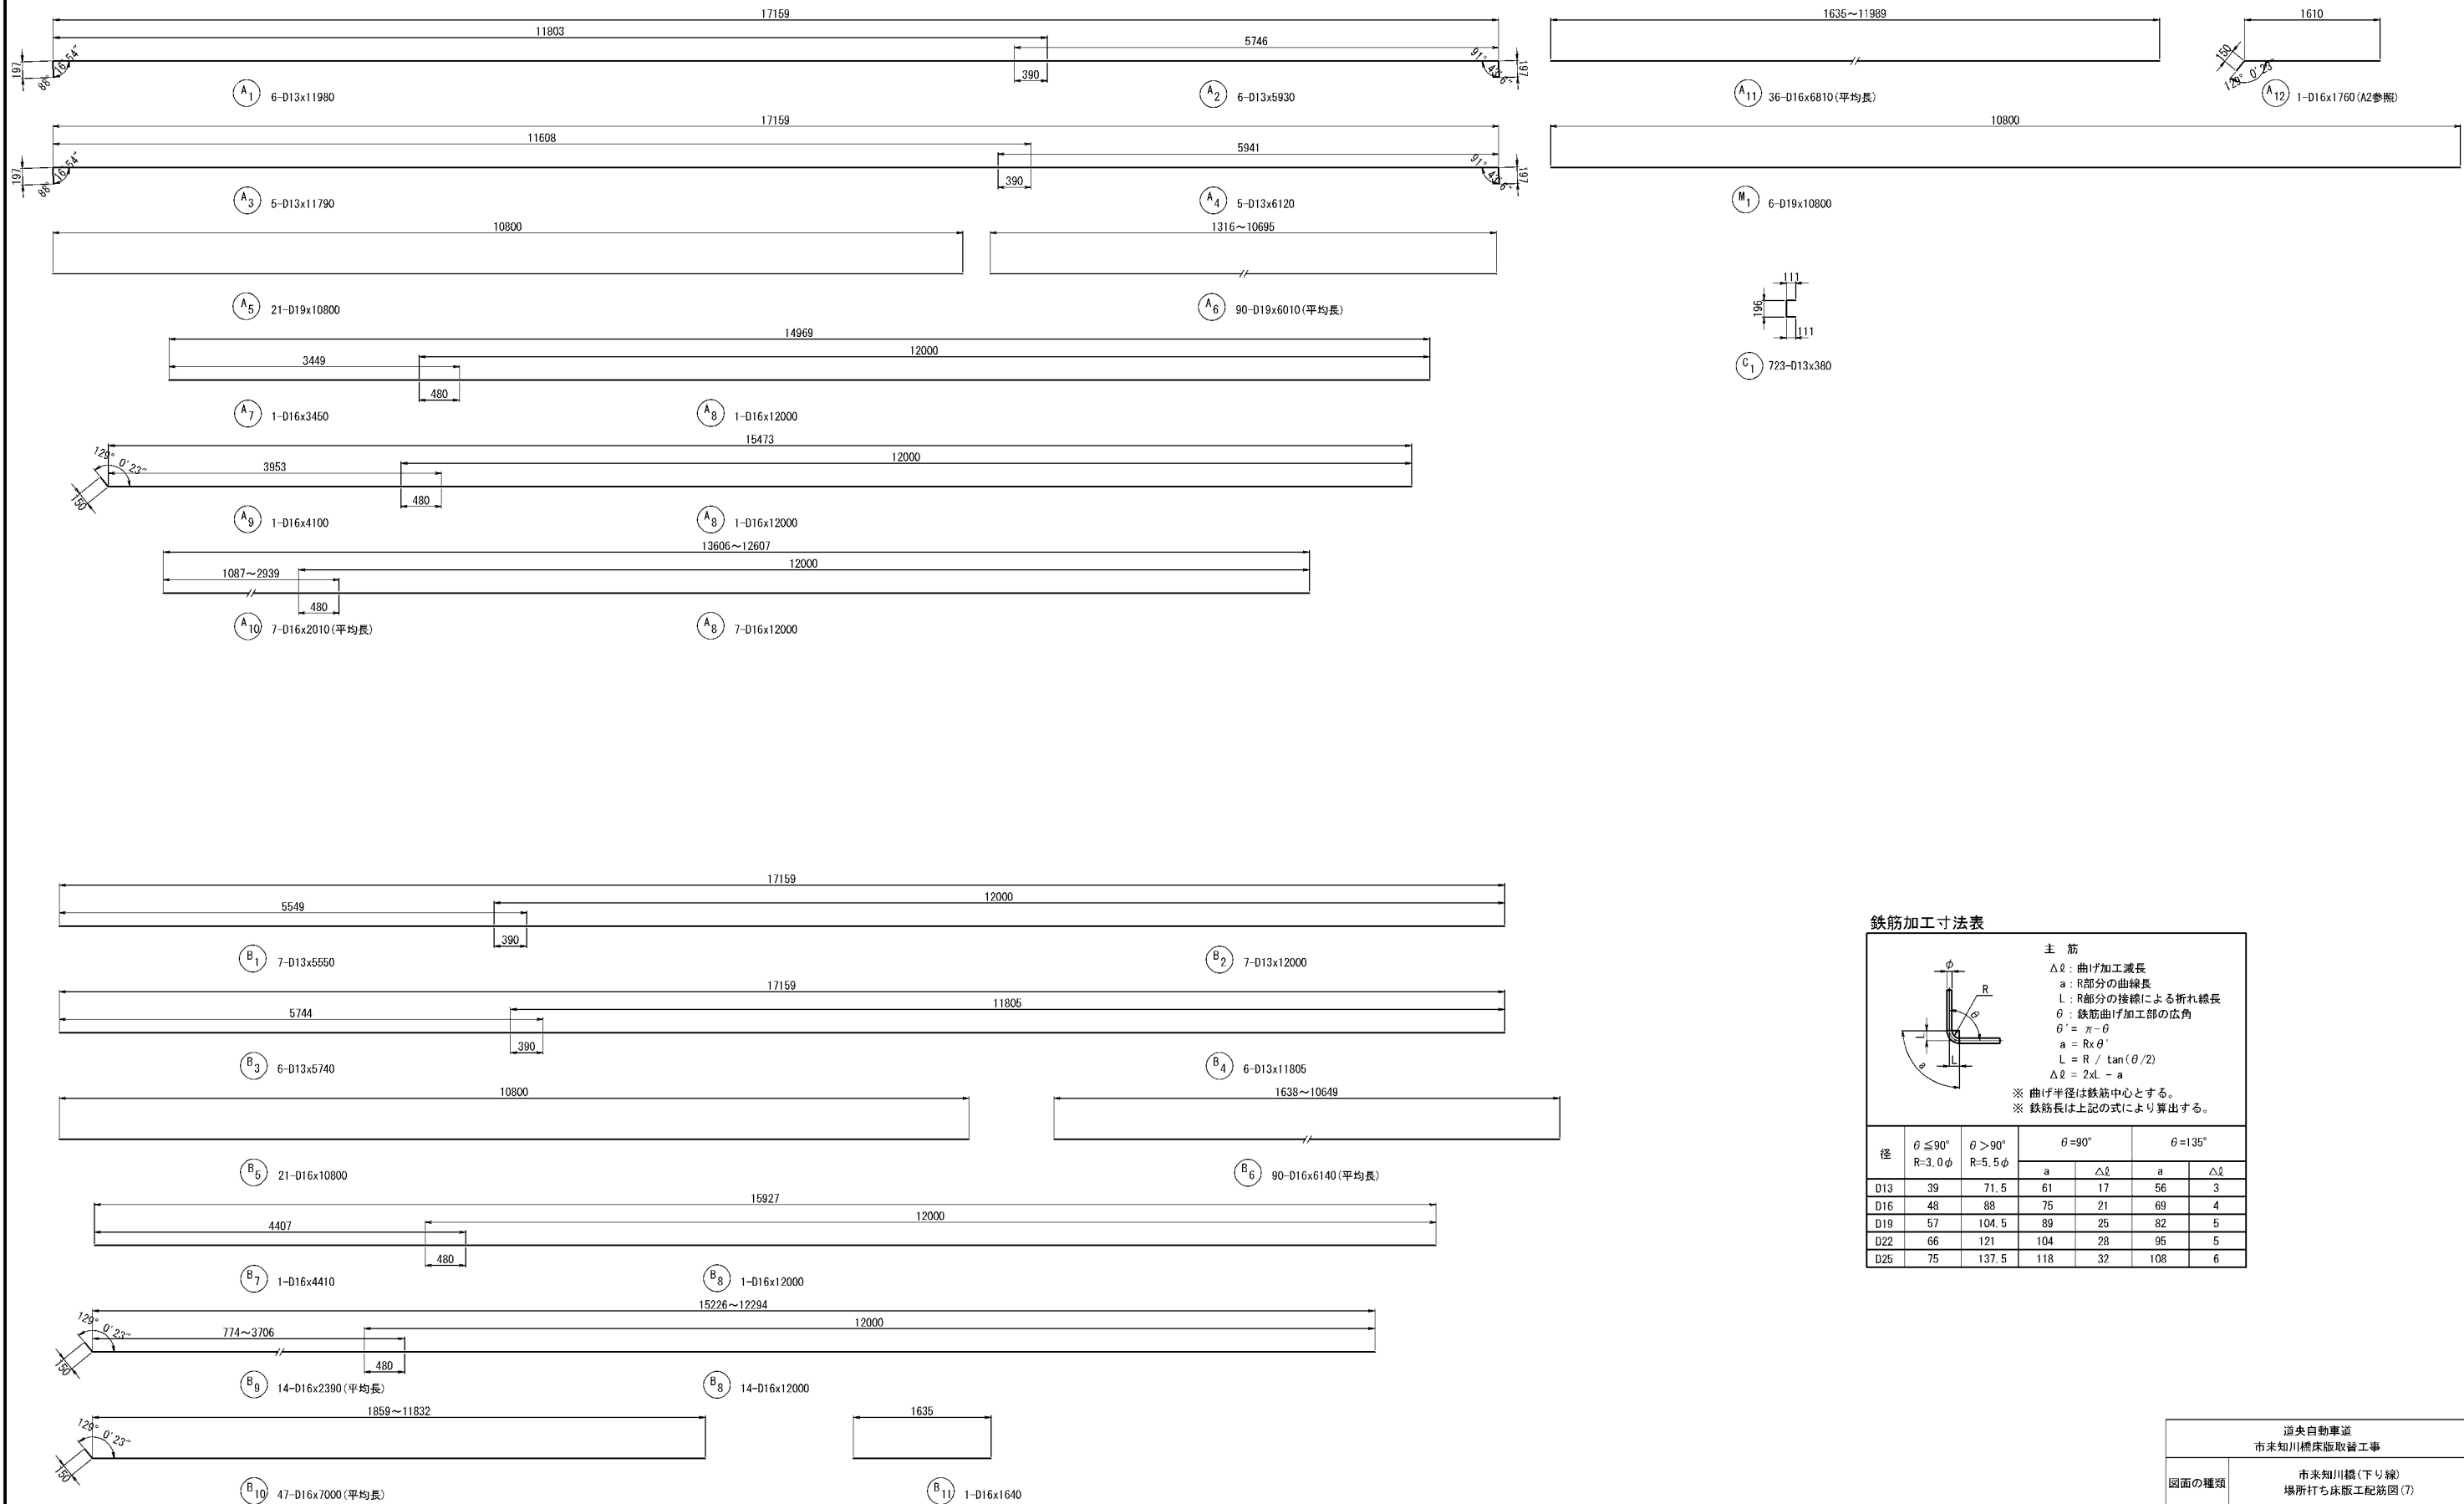 17159
11803
5746
390
197
88° 16'54"
91° 43' 6"
197
A1 6-D13x11980
A2 6-D13x5930
1635～11989
A11 36-D16x6810(平均長)
1610
150
129° 0'23"
A12 1-D16x1760(A2参照)
17159
11608
5941
390
197
88° 16'54"
91° 43' 6"
197
A3 5-D13x11790
A4 5-D13x6120
10800
M1 6-D19x10800
10800
A5 21-D19x10800
1316～10695
A6 90-D19x6010(平均長)
111
196
111
C1 723-D13x380
14969
12000
3449
480
A7 1-D16x3450
A8 1-D16x12000
15473
129° 0'23"
3953
12000
150
480
A9 1-D16x4100
A8 1-D16x12000
13606～12607
12000
1087～2939
480
A10 7-D16x2010(平均長)
A8 7-D16x12000
17159
5549
12000
390
B1 7-D13x5550
B2 7-D13x12000
17159
5744
11805
390
B3 6-D13x5740
B4 6-D13x11805
10800
B5 21-D16x10800
1638～10649
B6 90-D16x6140(平均長)
15927
4407
12000
480
B7 1-D16x4410
B8 1-D16x12000
15226～12294
129° 0'23"
774～3706
12000
150
480
B9 14-D16x2390(平均長)
B8 14-D16x12000
1859～11832
129° 0'23"
150
B10 47-D16x7000(平均長)
1635
B11 1-D16x1640
鉄筋加工寸法表
主 筋
φ
R
θ
L
L
a
Δℓ : 曲げ加工減長
a : R部分の曲線長
L : R部分の接線による折れ線長
θ : 鉄筋曲げ加工部の広角
θ'= π-θ
a = Rxθ'
L = R / tan(θ/2)
Δℓ = 2xL - a
※ 曲げ半径は鉄筋中心とする。
※ 鉄筋長は上記の式により算出する。
径 θ≦90° R=3.0φ θ>90° R=5.5φ θ=90° θ=135°
a Δℓ a Δℓ
D13 39 71.5 61 17 56 3
D16 48 88 75 21 69 4
D19 57 104.5 89 25 82 5
D22 66 121 104 28 95 5
D25 75 137.5 118 32 108 6
道央自動車道
市来知川橋床版取替工事
図面の種類
市来知川橋(下り線)
場所打ち床版工配筋図(7)